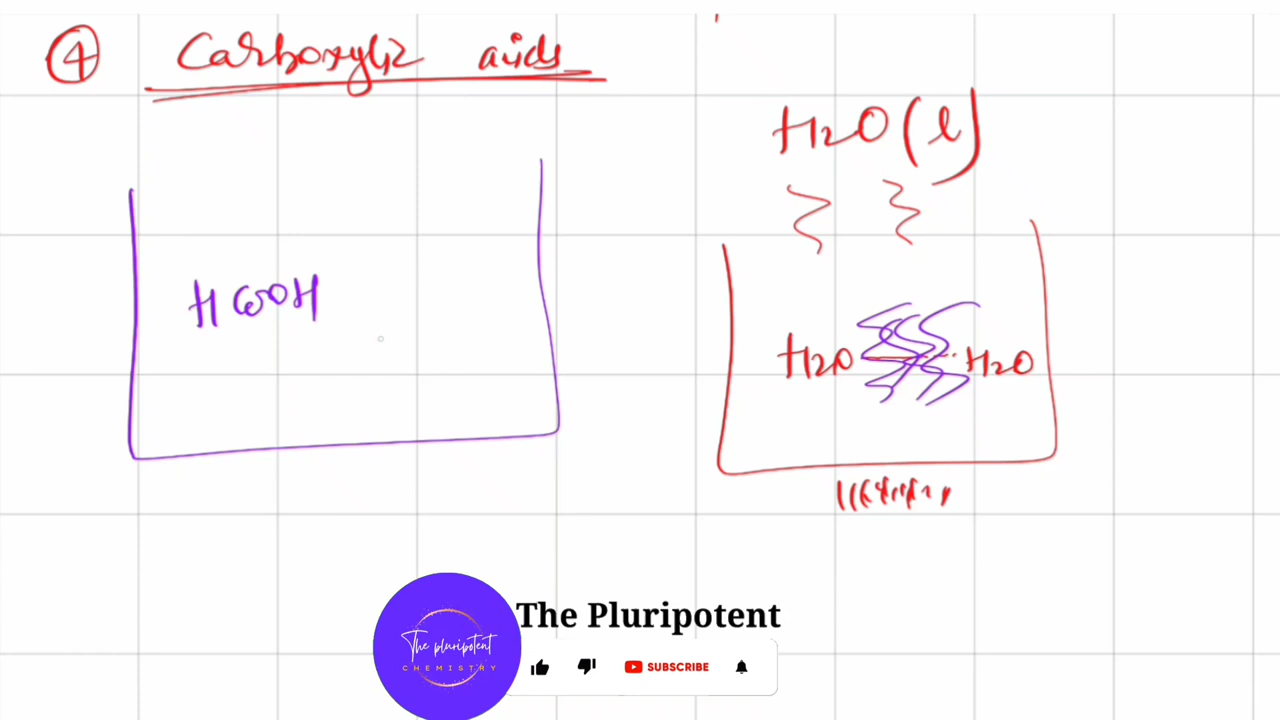 ④ Carboxylic acids
H2O(l)
HCOOH
H2O H2O
The Pluripotent
The pluripotent
CHEMISTRY
SUBSCRIBE